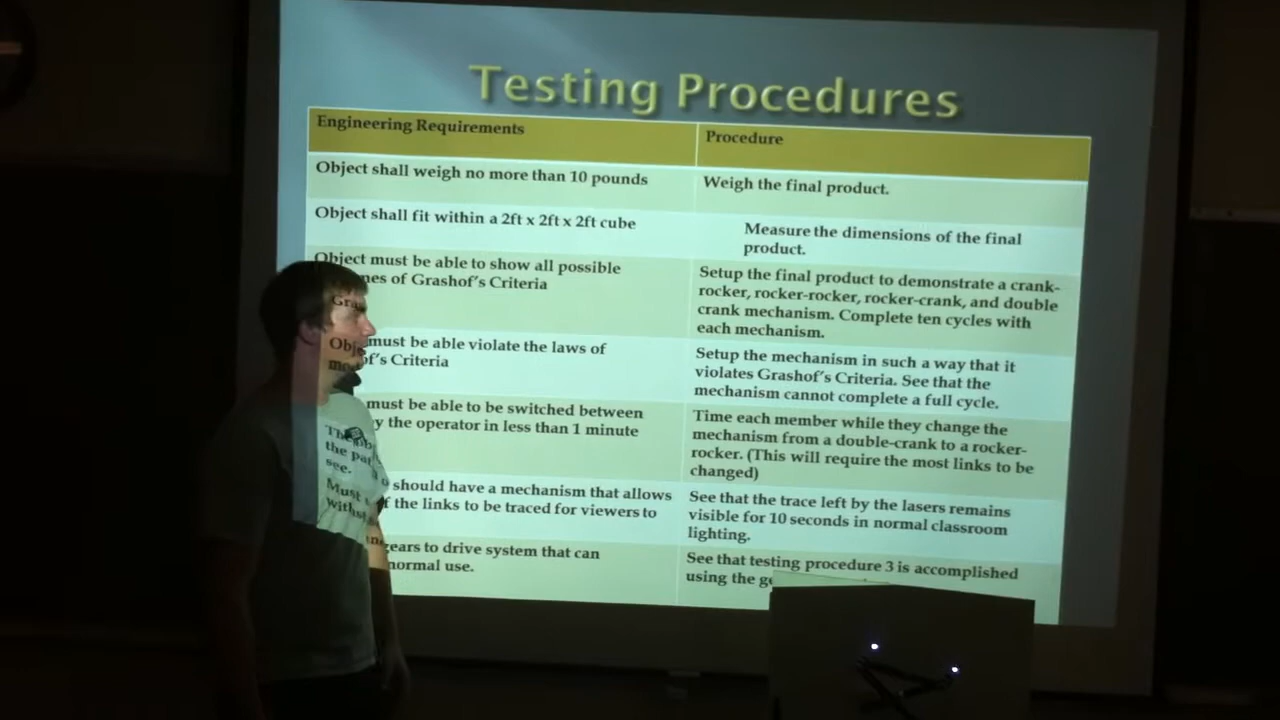 Testing Procedures
Engineering Requirements
Procedure
Object shall weigh no more than 10 pounds
Weigh the final product.
Object shall fit within a 2ft x 2ft x 2ft cube
Measure the dimensions of the final
product.
Object must be able to show all possible
of Grashof's Criteria
Setup the final product to demonstrate a crank-
rocker, rocker-rocker, rocker-crank, and double
crank mechanism. Complete ten cycles with
each mechanism.
must be able violate the laws of
Criteria
Setup the mechanism in such a way that it
violates Grashof's Criteria. See that the
mechanism cannot complete a full cycle.
must be able to be switched between
the operator in less than 1 minute
Time each member while they change the
mechanism from a double-crank to a rocker-
rocker. (This will require the most links to be
changed)
The
should have a mechanism that allows
the
the links to be traced for viewers to
see.
See that the trace left by the lasers remains
visible for 10 seconds in normal classroom
lighting.
Must
gears to drive system that can
normal use.
See that testing procedure 3 is accomplished
using the